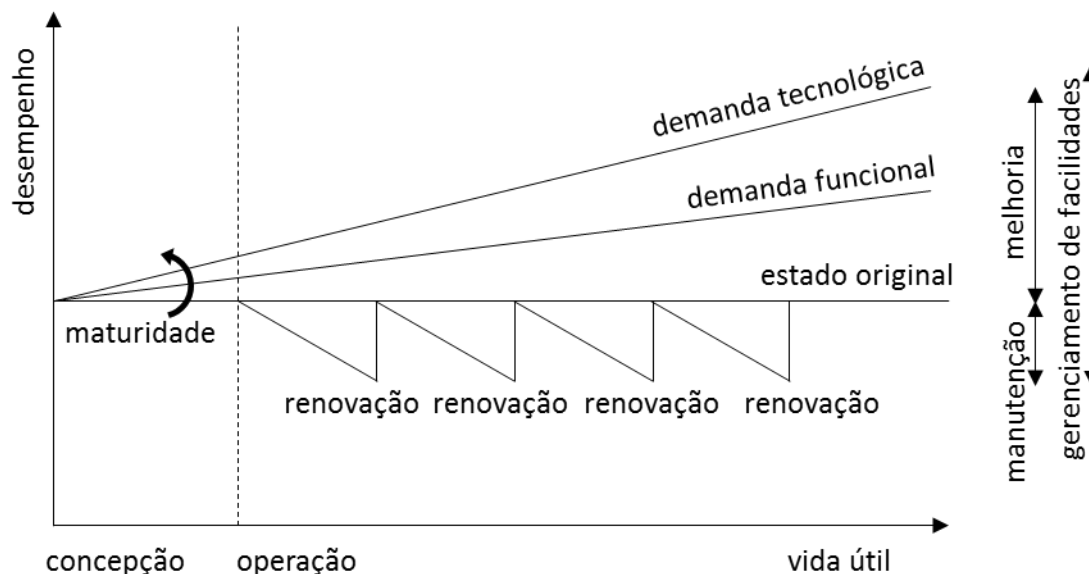 desempenho
demanda tecnológica
demanda funcional
estado original
maturidade
renovação
renovação
renovação
renovação
concepção
operação
vida útil
melhoria
manutenção
gerenciamento de facilidades